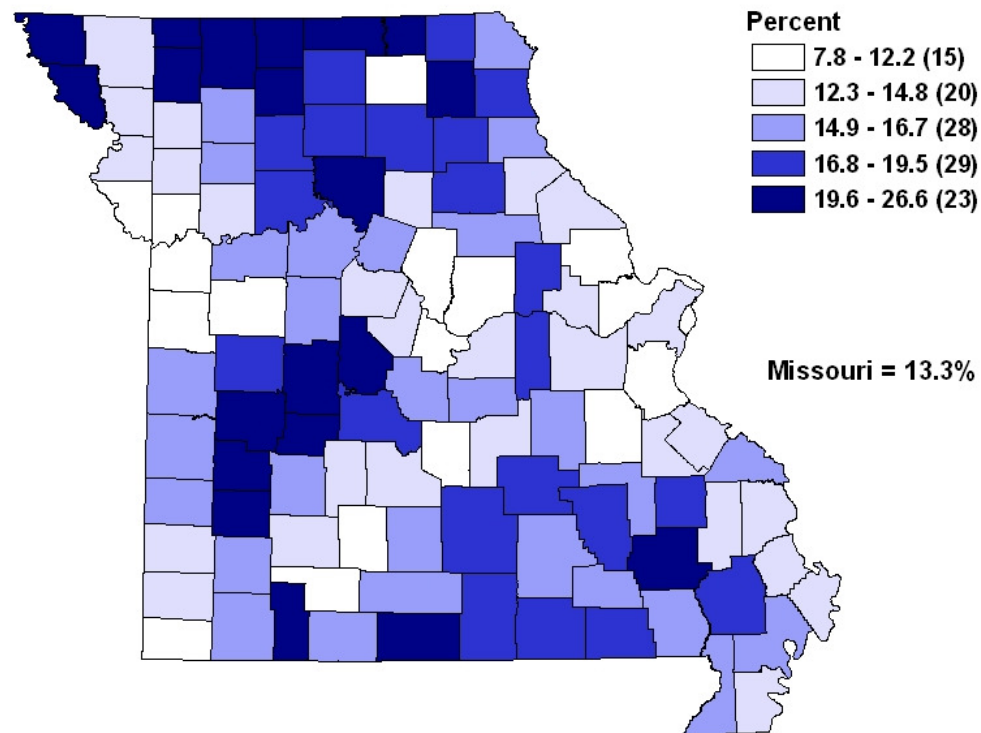 Percent
7.8 - 12.2 (15)
12.3 - 14.8 (20)
14.9 - 16.7 (28)
16.8 - 19.5 (29)
19.6 - 26.6 (23)
Missouri = 13.3%